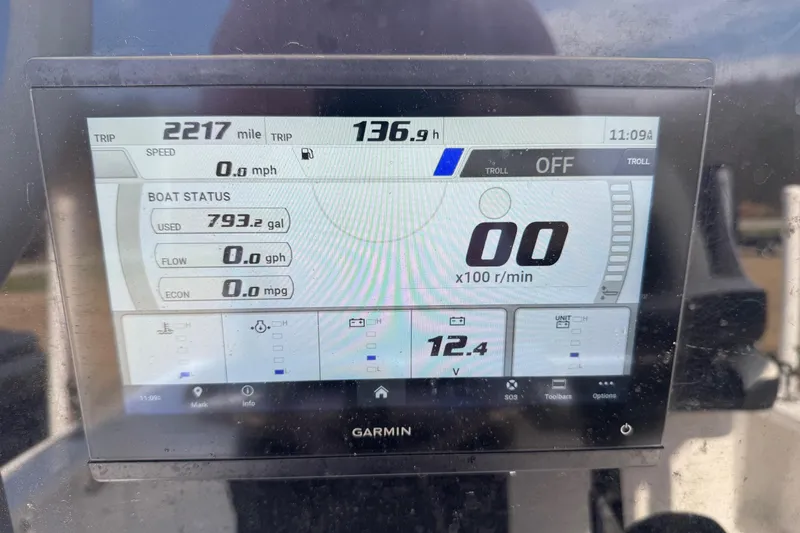 TRIP 2217 mile TRIP 136.9 h 11:09A
SPEED
0.0 mph
TROLL OFF TROLL
BOAT STATUS
USED 793.2 gal
FLOW 0.0 gph
ECON 0.0 mpg
00
x100 r/min
H H H UNIT H
12.4
L L V L
Mark Info SOS Toolbars Options
GARMIN